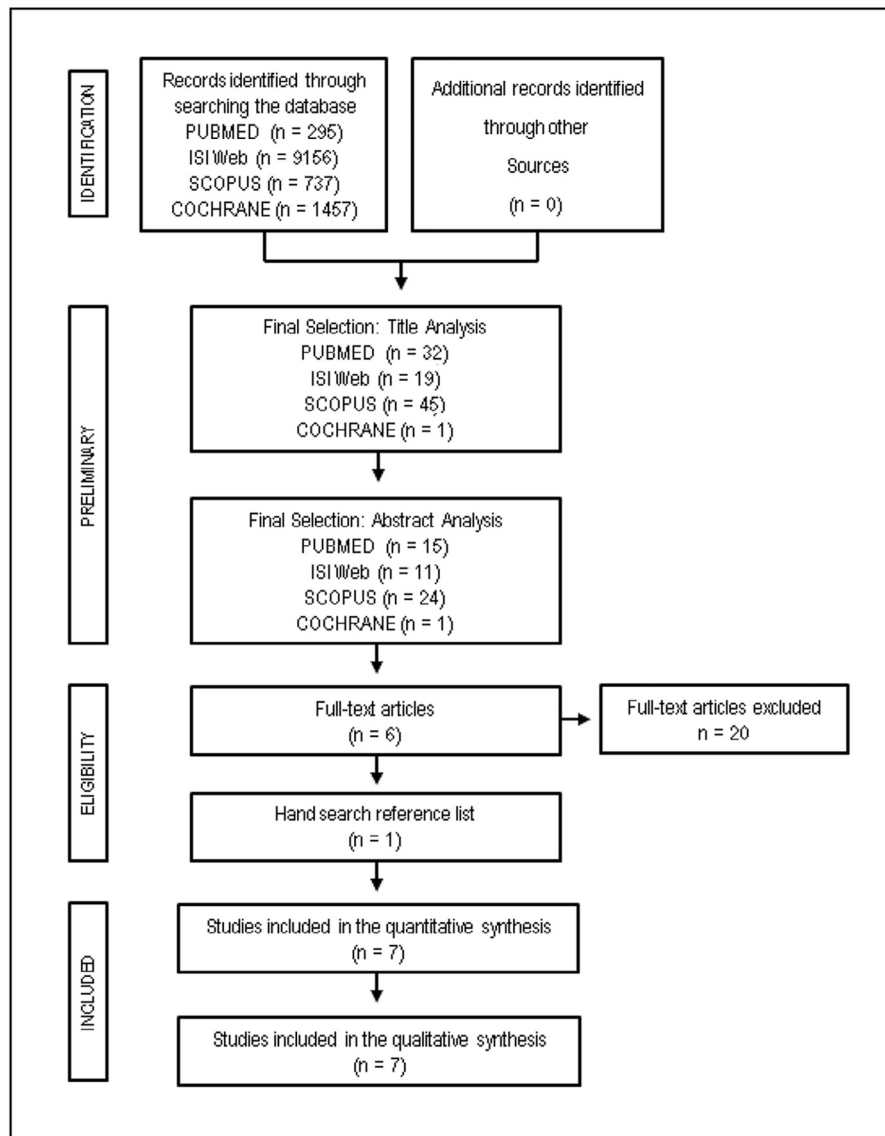 IDENTIFICATION
Records identified through
searching the database
PUBMED (n = 295)
ISI Web (n = 9156)
SCOPUS (n = 737)
COCHRANE (n = 1457)
Additional records identified
through other
Sources
(n = 0)
PRELIMINARY
Final Selection: Title Analysis
PUBMED (n = 32)
ISI Web (n = 19)
SCOPUS (n = 45)
COCHRANE (n = 1)
Final Selection: Abstract Analysis
PUBMED (n = 15)
ISI Web (n = 11)
SCOPUS (n = 24)
COCHRANE (n = 1)
ELIGIBILITY
Full-text articles
(n = 6)
Full-text articles excluded
n = 20
Hand search reference list
(n = 1)
INCLUDED
Studies included in the quantitative synthesis
(n = 7)
Studies included in the qualitative synthesis
(n = 7)